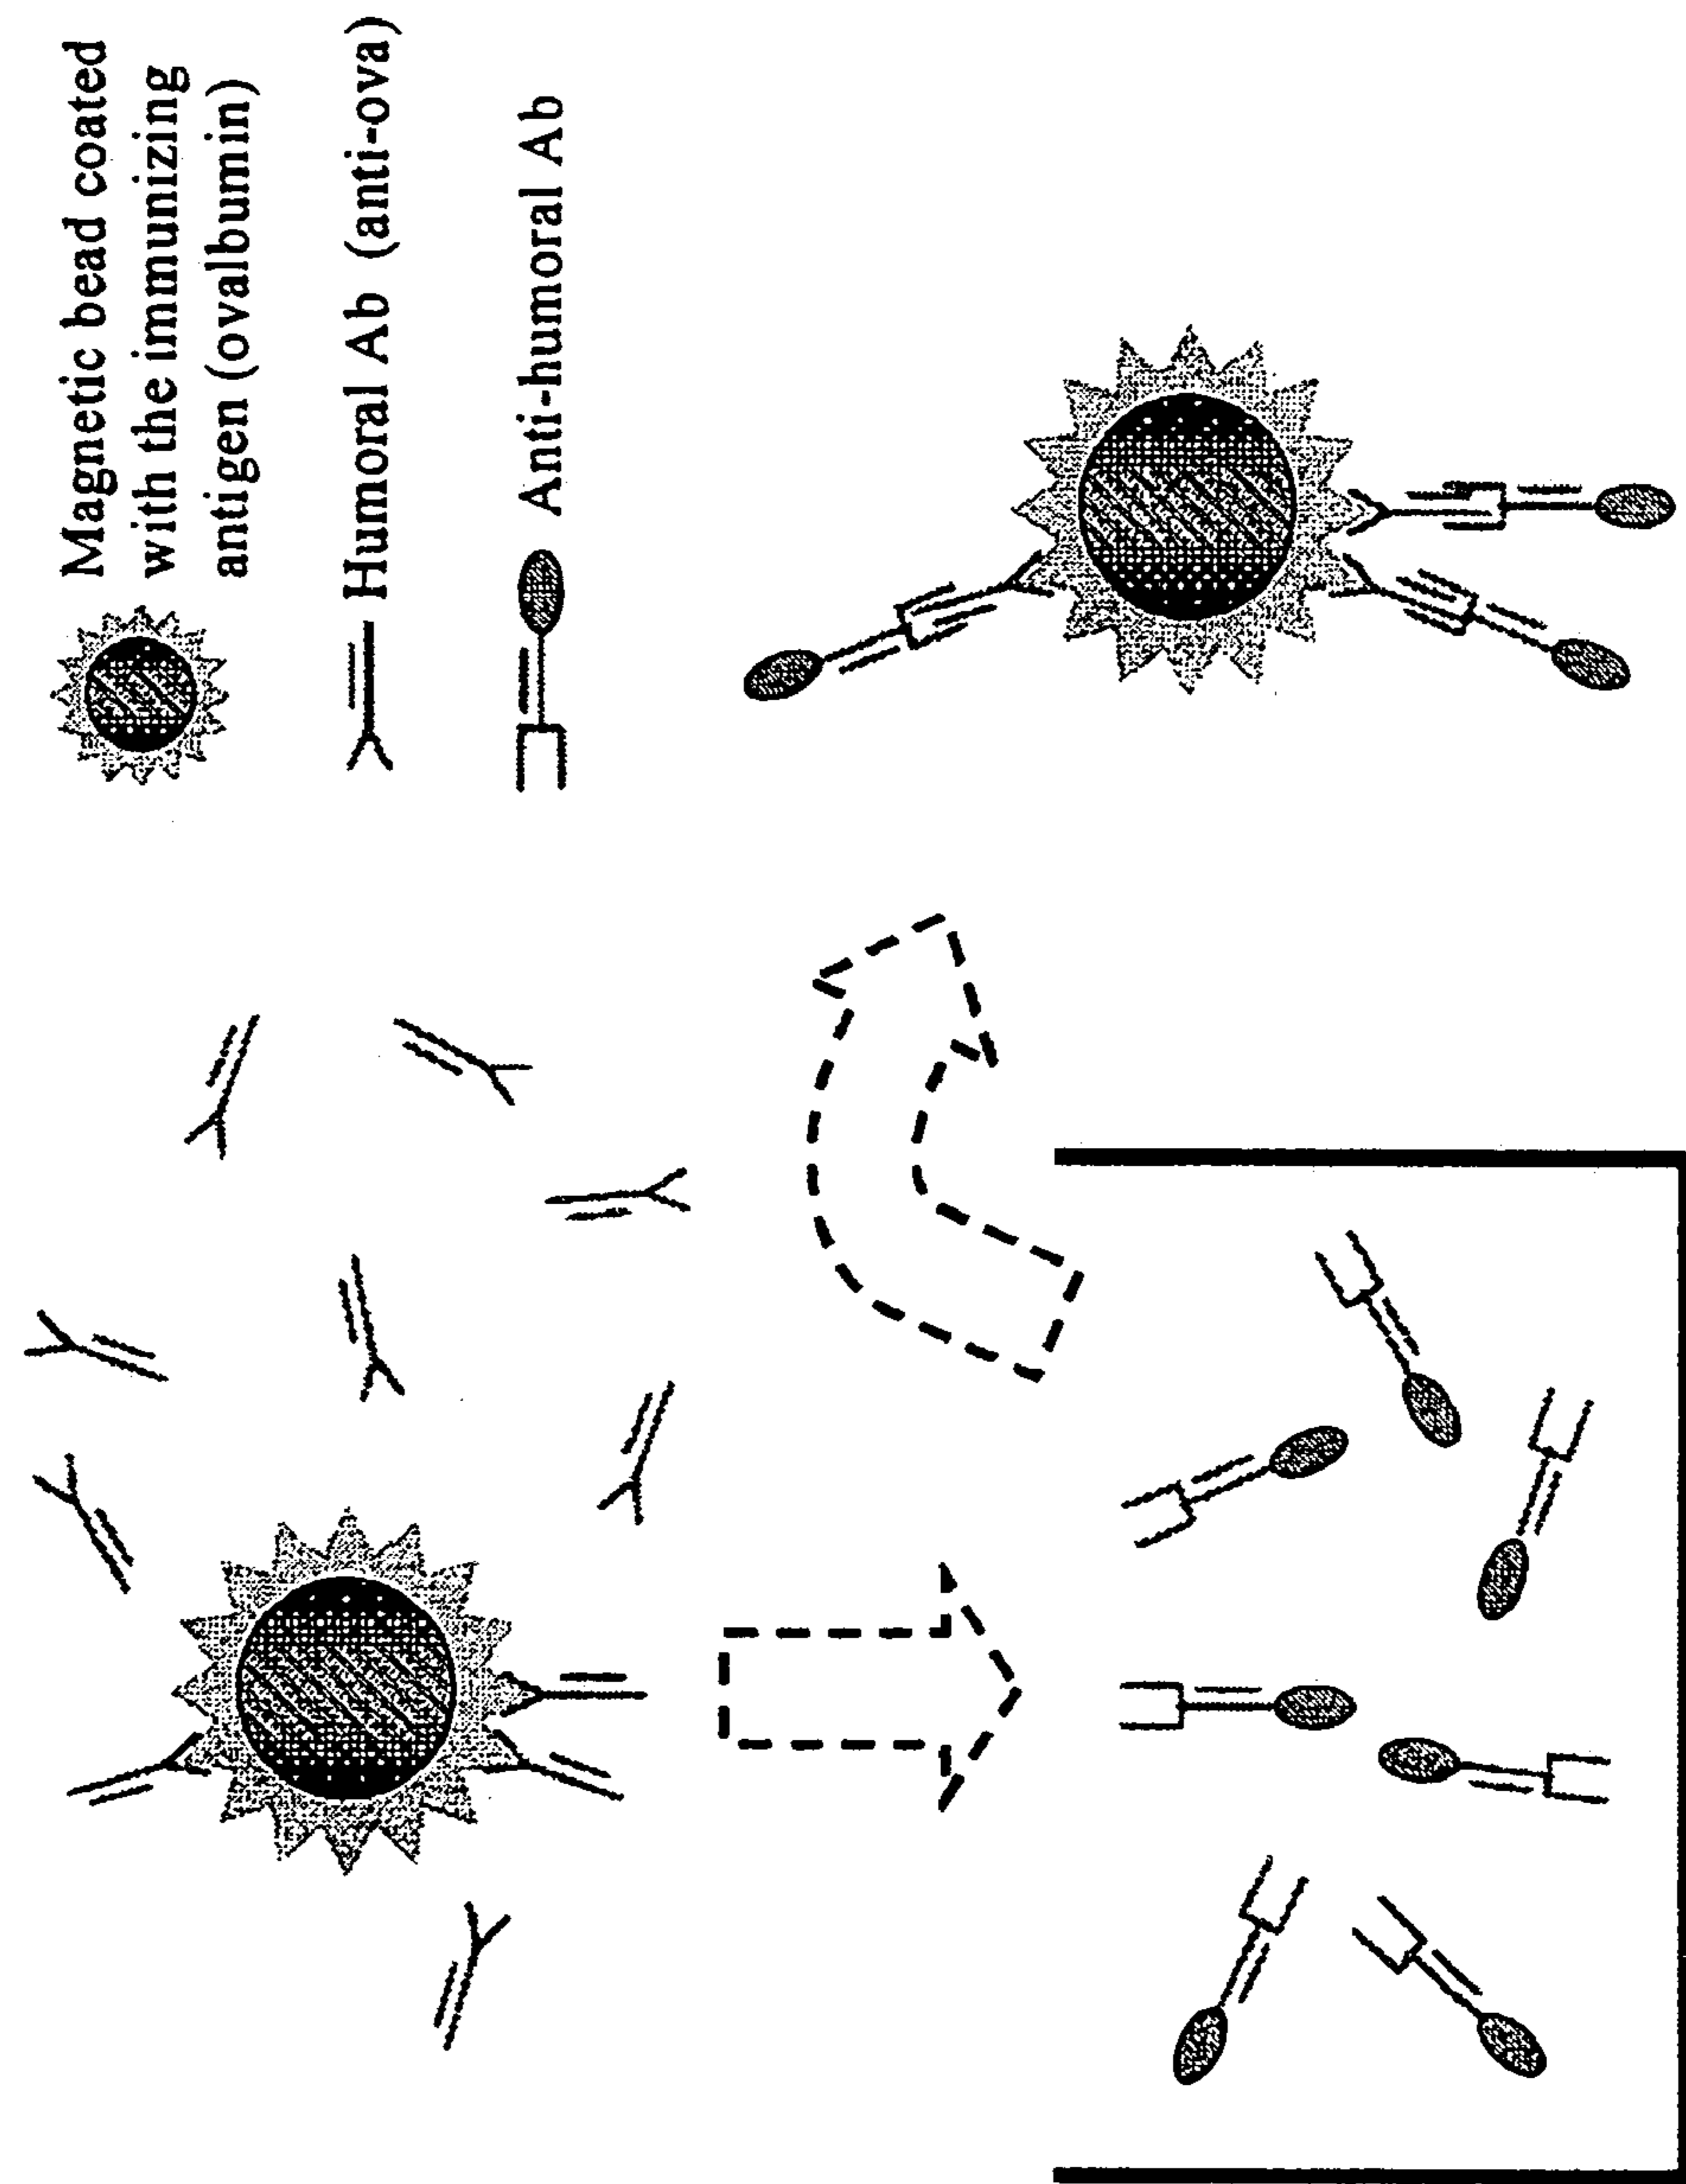 Magnetic bead coated
with the immunizing
antigen (ovalbumin)
Humoral Ab (anti-ova)
Anti-humoral Ab